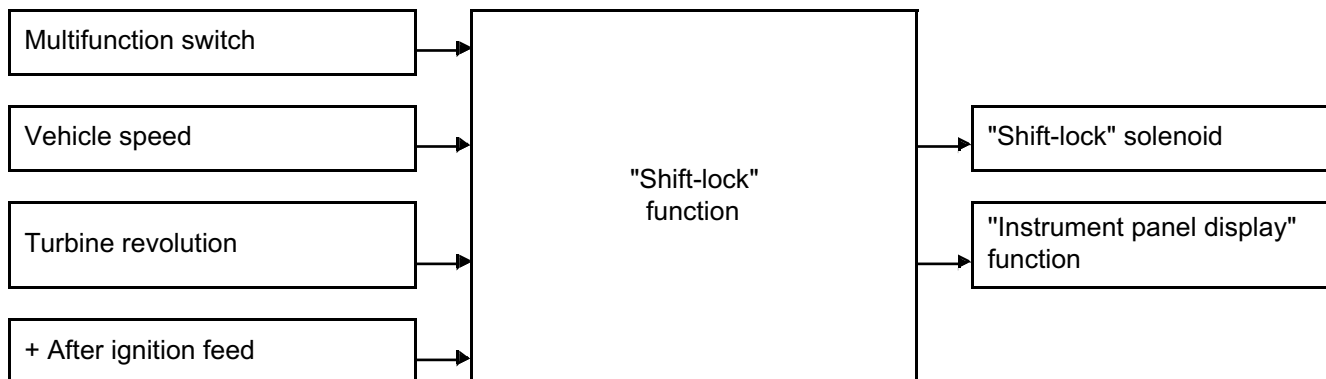 Multifunction switch
Vehicle speed
Turbine revolution
+ After ignition feed
"Shift-lock"
function
"Shift-lock" solenoid
"Instrument panel display"
function